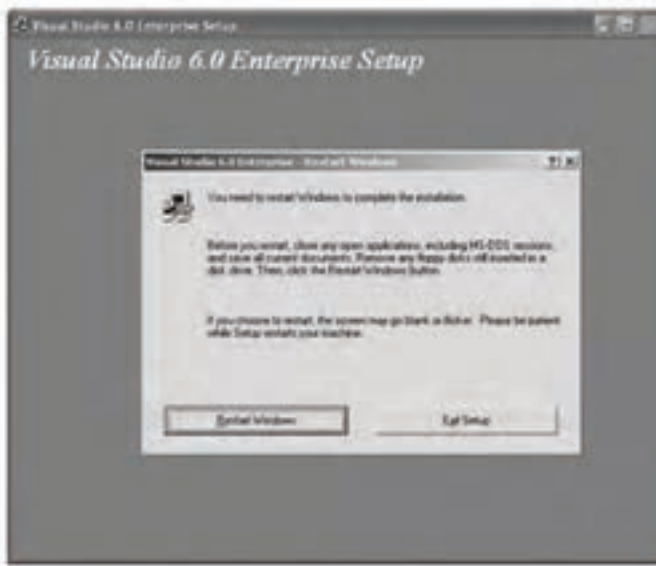 Visual Studio 6.0 Enterprise Setup
Visual Studio 6.0 Enterprise Setup
Visual Studio 6.0 Enterprise - Restart Windows
You need to restart Windows to complete the installation.
Before you restart, close any open applications, including MS-DOS sessions,
and save all current documents. Remove any floppy disks still inserted in a
disk drive. Then, click the Restart Windows button.
If you choose to restart, the screen may go blank or flicker. Please be patient
while Setup restarts your machine.
Restart Windows
Exit Setup